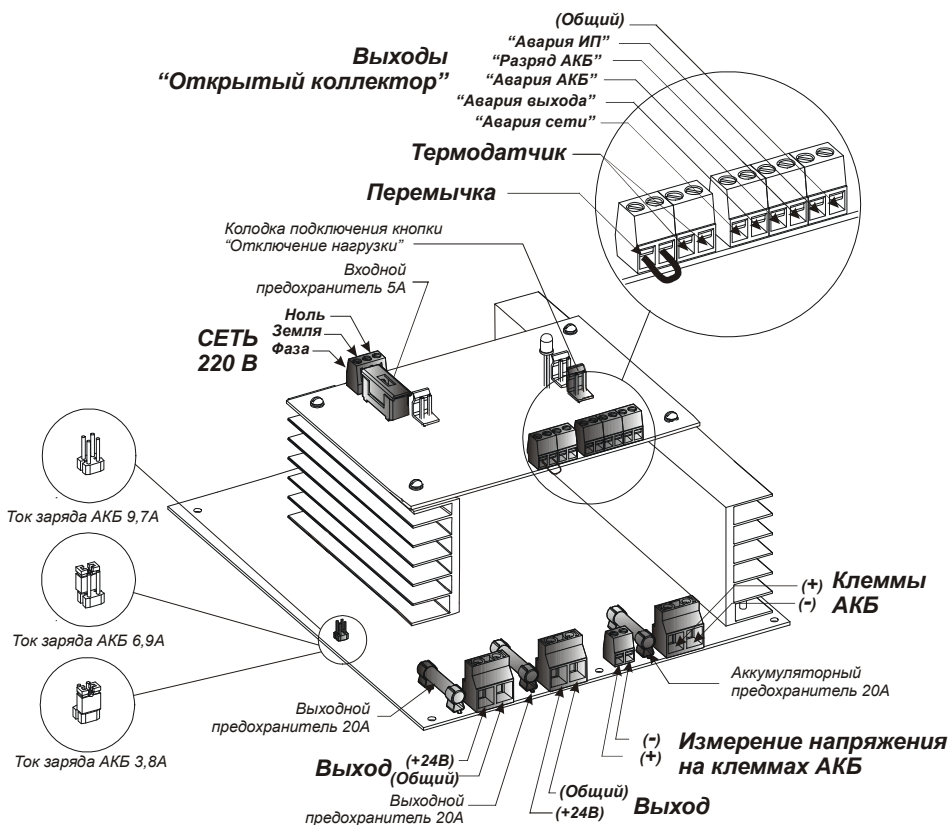 (Общий)
“Авария ИП”
“Разряд АКБ”
“Авария АКБ”
“Авария выхода”
“Авария сети”
Выходы
“Открытый коллектор”
Термодатчик
Перемычка
Колодка подключения кнопки
“Отключение нагрузки”
Входной
предохранитель 5А
Ноль
Земля
Фаза
СЕТЬ
220 В
Ток заряда АКБ 9,7А
Ток заряда АКБ 6,9А
Ток заряда АКБ 3,8А
(+)
(-)
Клеммы
АКБ
Аккумуляторный
предохранитель 20А
Выходной
предохранитель 20А
(-)
(+)
Измерение напряжения
на клеммах АКБ
Выход
(+24В)
(Общий)
Выходной
предохранитель 20А
(Общий)
(+24В)
Выход